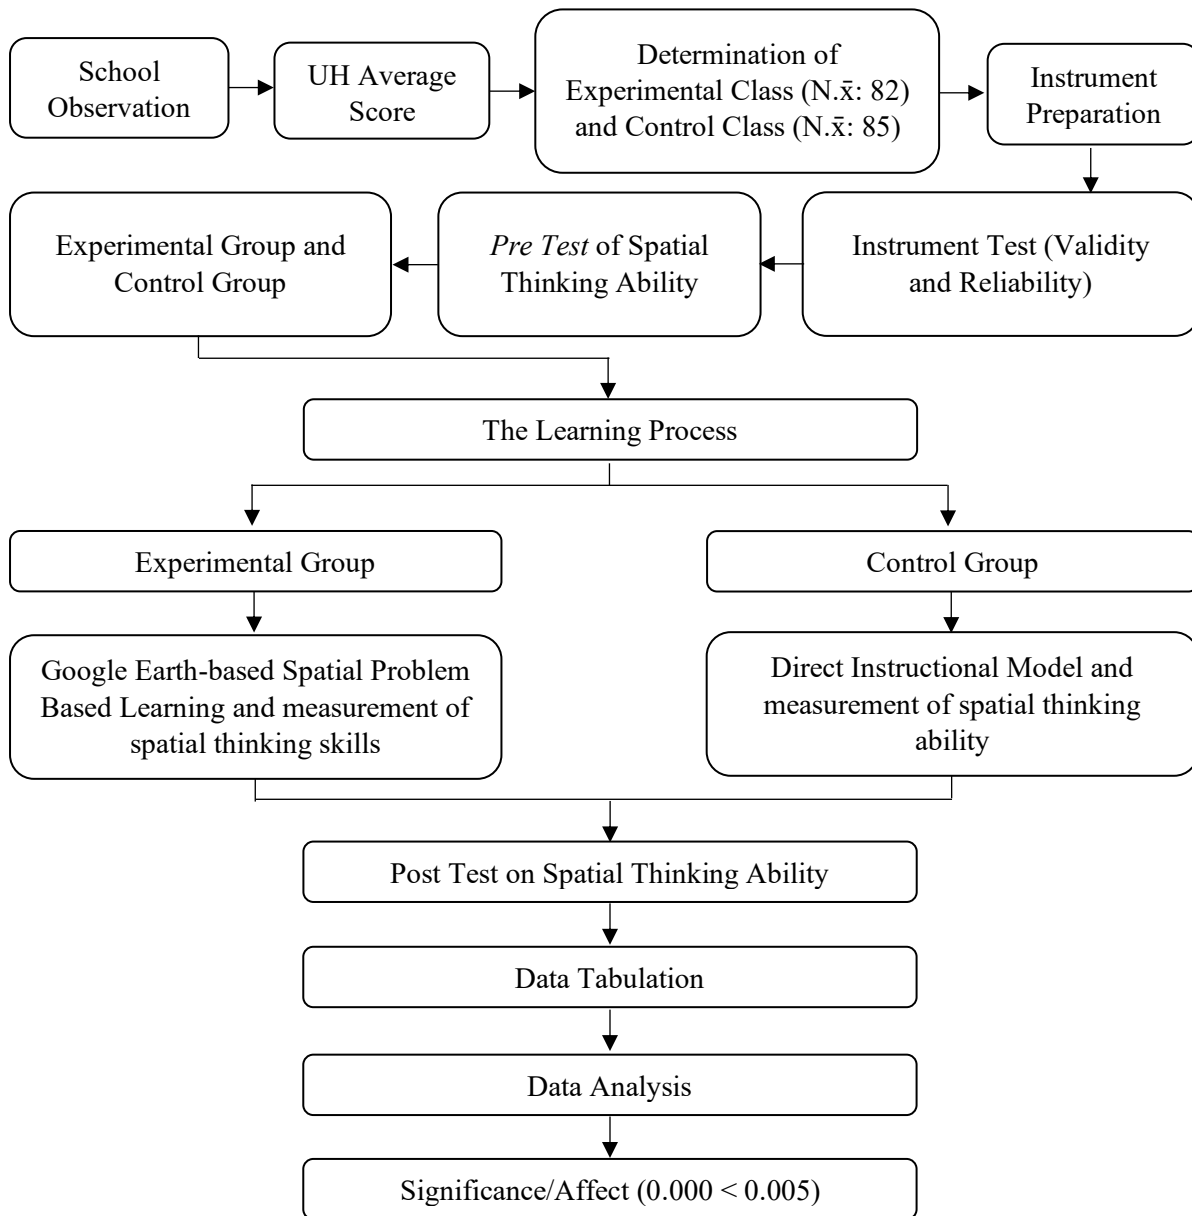 School
Observation
UH Average
Score
Determination of
Experimental Class (N.x̄: 82)
and Control Class (N.x̄: 85)
Instrument
Preparation
Experimental Group and
Control Group
Pre Test of Spatial
Thinking Ability
Instrument Test (Validity
and Reliability)
The Learning Process
Experimental Group
Control Group
Google Earth-based Spatial Problem
Based Learning and measurement of
spatial thinking skills
Direct Instructional Model and
measurement of spatial thinking
ability
Post Test on Spatial Thinking Ability
Data Tabulation
Data Analysis
Significance/Affect (0.000 < 0.005)